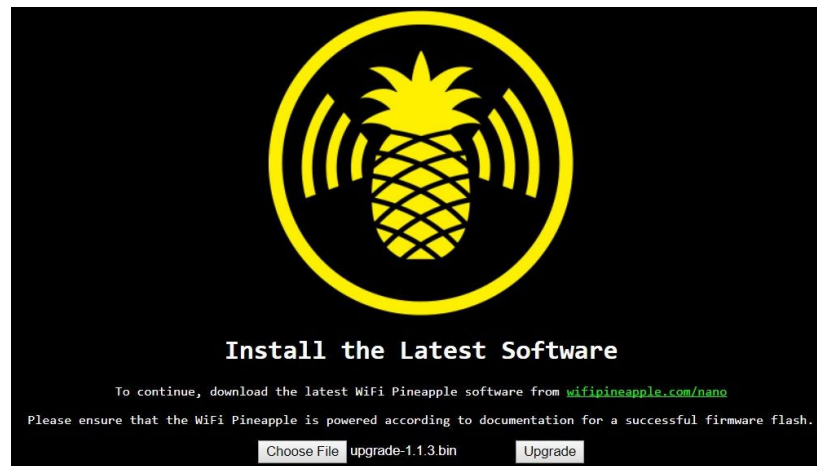 Install the Latest Software
To continue, download the latest WiFi Pineapple software from wifipineapple.com/nano
Please ensure that the WiFi Pineapple is powered according to documentation for a successful firmware flash.
Choose File upgrade-1.1.3.bin Upgrade